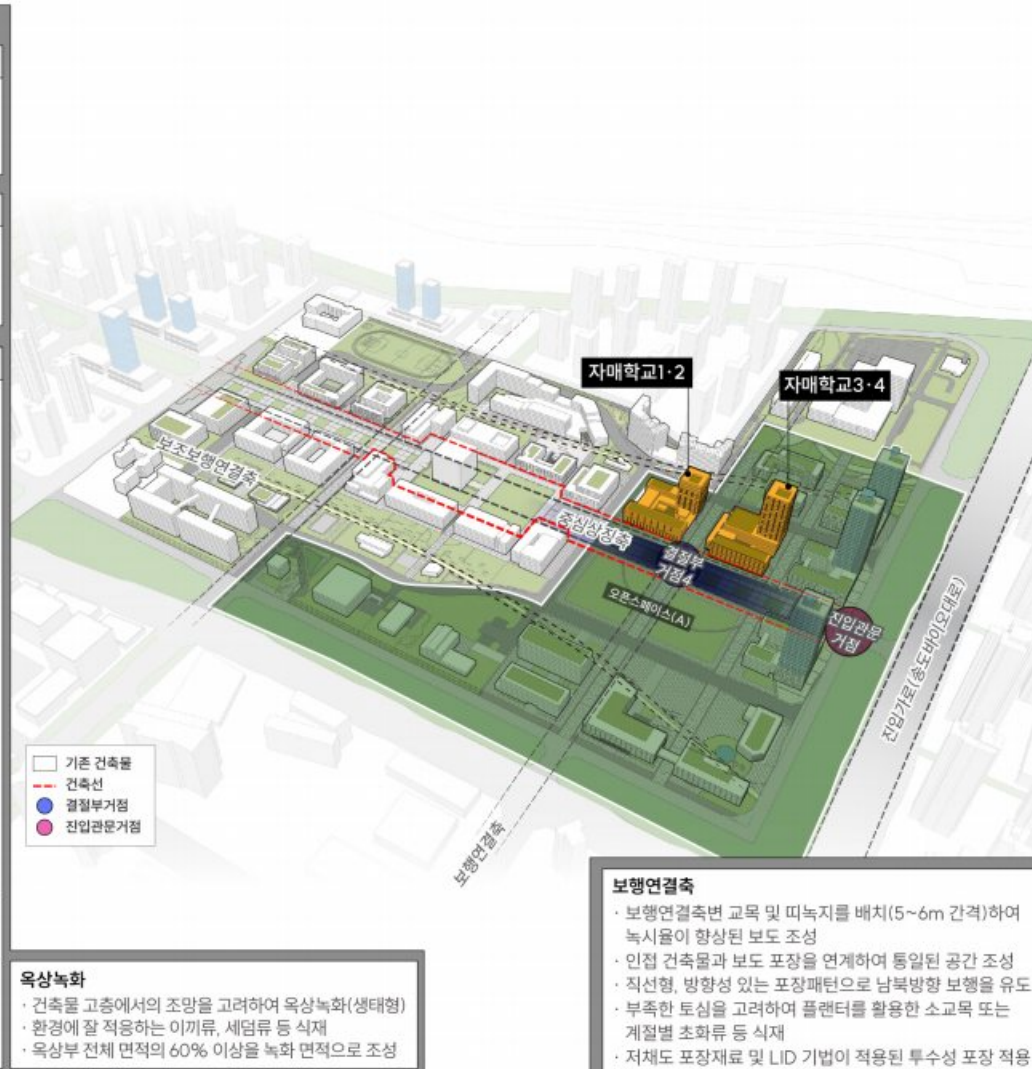 자매학교1·2
자매학교3·4
보조보행연결축
중심상징축
결절부
거점4
오픈스페이스(A)
진입관문
거점
진입가로(송도바이오대로)
보행연결축
기존 건축물
건축선
결절부거점
진입관문거점
옥상녹화
· 건축물 고층에서의 조망을 고려하여 옥상녹화(생태형)
· 환경에 잘 적응하는 이끼류, 세덤류 등 식재
· 옥상부 전체 면적의 60% 이상을 녹화 면적으로 조성
보행연결축
· 보행연결축변 교목 및 띠녹지를 배치(5~6m 간격)하여
녹시율이 향상된 보도 조성
· 인접 건축물과 보도 포장을 연계하여 통일된 공간 조성
· 직선형, 방향성 있는 포장패턴으로 남북방향 보행을 유도
· 부족한 토심을 고려하여 플랜터를 활용한 소교목 또는
계절별 초화류 등 식재
· 저채도 포장재료 및 LID 기법이 적용된 투수성 포장 적용